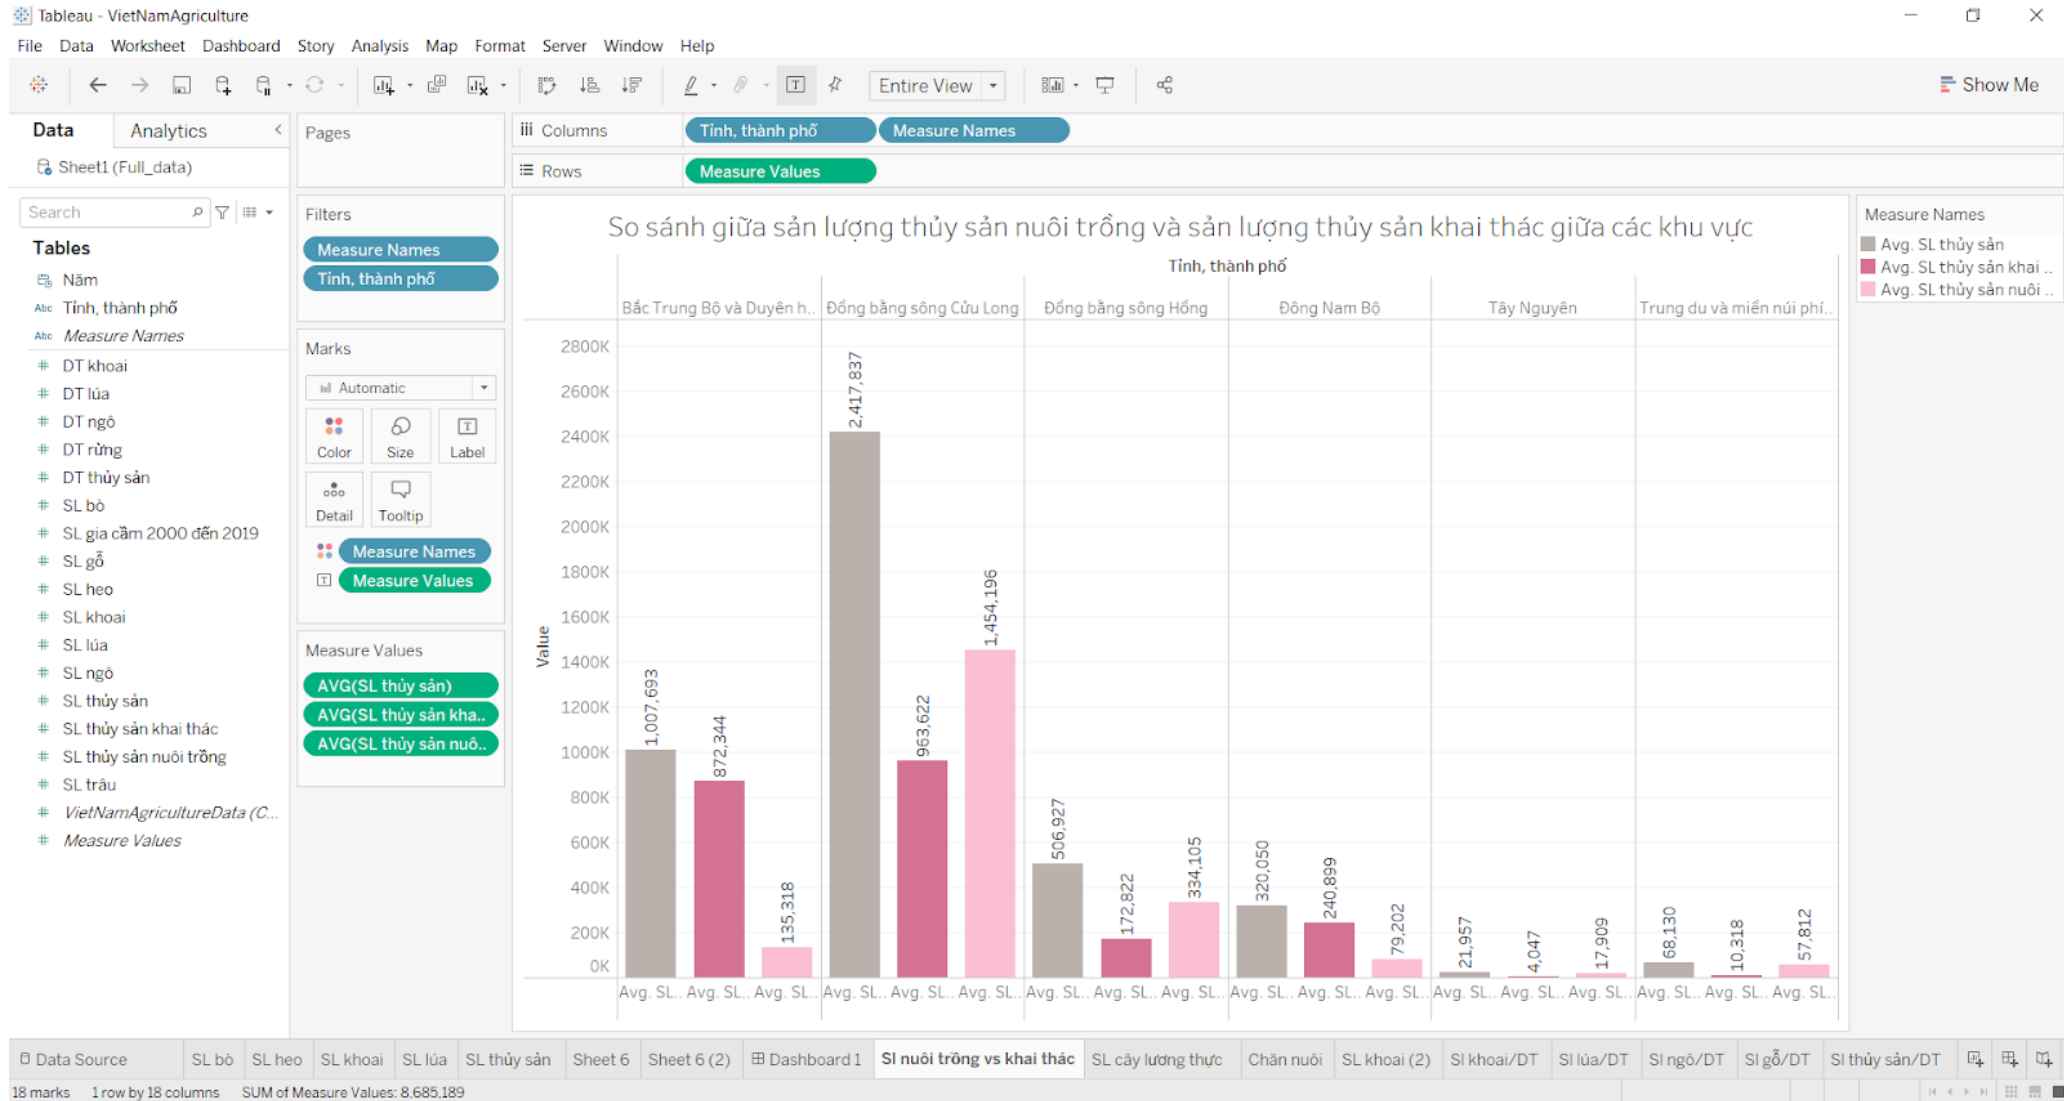 Tableau - VietNamAgriculture
File Data Worksheet Dashboard Story Analysis Map Format Server Window Help
Entire View
Show Me
Data
Analytics
Sheet1 (Full_data)
Search
Tables
Năm
Abc Tỉnh, thành phố
Abc Measure Names
# DT khoai
# DT lúa
# DT ngô
# DT rừng
# DT thủy sản
# SL bò
# SL gia cầm 2000 đến 2019
# SL gỗ
# SL heo
# SL khoai
# SL lúa
# SL ngô
# SL thủy sản
# SL thủy sản khai thác
# SL thủy sản nuôi trồng
# SL trâu
# VietNamAgricultureData (C...
# Measure Values
Pages
Filters
Measure Names
Tỉnh, thành phố
Marks
Automatic
Color Size Label
Detail Tooltip
Measure Names
Measure Values
Measure Values
AVG(SL thủy sản)
AVG(SL thủy sản kha..
AVG(SL thủy sản nuô..
Columns Tỉnh, thành phố Measure Names
Rows Measure Values
So sánh giữa sản lượng thủy sản nuôi trồng và sản lượng thủy sản khai thác giữa các khu vực
Tỉnh, thành phố
Bắc Trung Bộ và Duyên h.. Đồng bằng sông Cửu Long Đồng bằng sông Hồng Đông Nam Bộ Tây Nguyên Trung du và miền núi phí..
Value
2800K
2600K
2400K
2200K
2000K
1800K
1600K
1400K
1200K
1000K
800K
600K
400K
200K
0K
1,007,693
872,344
135,318
2,417,837
963,622
1,454,196
506,927
172,822
334,105
320,050
240,899
79,202
21,957
4,047
17,909
68,130
10,318
57,812
Avg. SL.. Avg. SL.. Avg. SL.. Avg. SL.. Avg. SL.. Avg. SL.. Avg. SL.. Avg. SL.. Avg. SL.. Avg. SL.. Avg. SL.. Avg. SL.. Avg. SL.. Avg. SL.. Avg. SL.. Avg. SL.. Avg. SL.. Avg. SL..
Measure Names
Avg. SL thủy sản
Avg. SL thủy sản khai ..
Avg. SL thủy sản nuôi ..
Data Source SL bò SL heo SL khoai SL lúa SL thủy sản Sheet 6 Sheet 6 (2) Dashboard 1 Sl nuôi trồng vs khai thác SL cây lương thực Chăn nuôi SL khoai (2) Sl khoai/DT Sl lúa/DT Sl ngô/DT Sl gỗ/DT Sl thủy sản/DT
18 marks 1 row by 18 columns SUM of Measure Values: 8,685,189